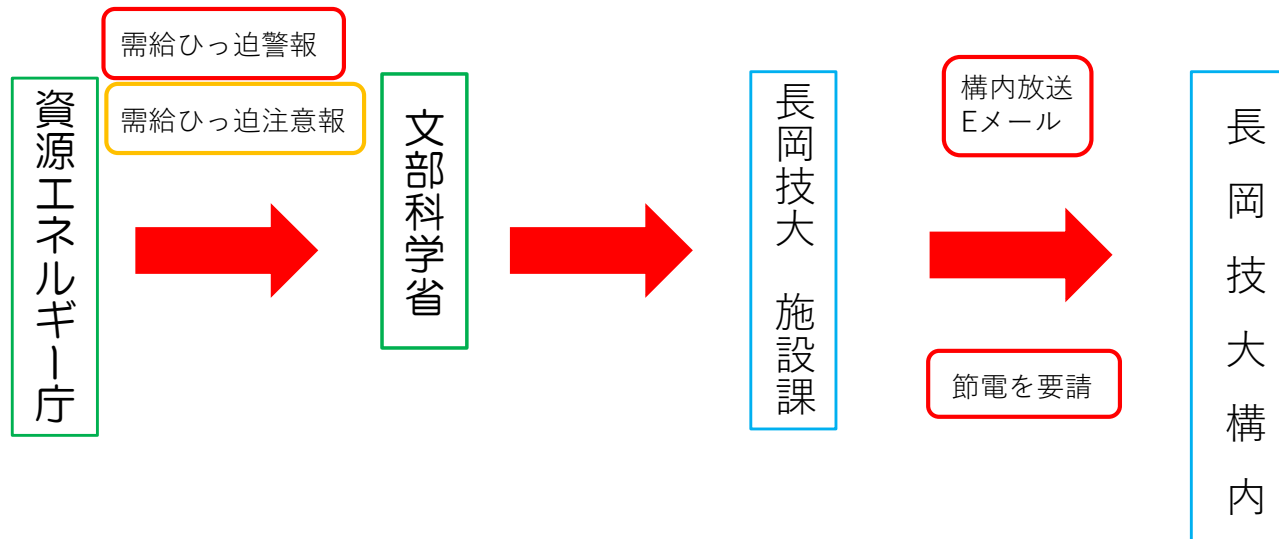 需給ひっ迫警報
需給ひっ迫注意報
資源エネルギー庁
文部科学省
長岡技大　施設課
構内放送
Eメール
節電を要請
長岡技大構内